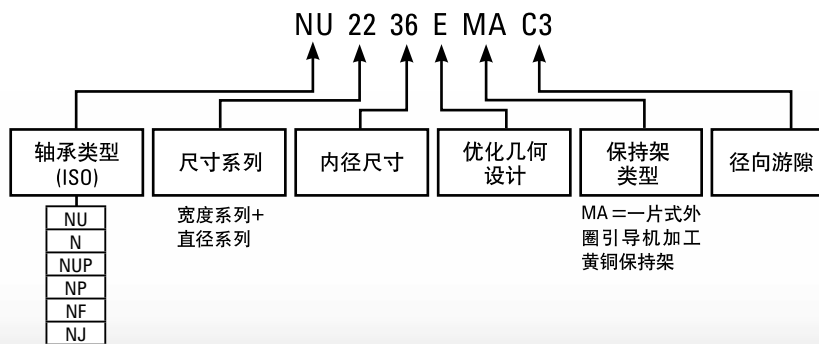 NU 22 36 E MA C3
轴承类型
(ISO)
尺寸系列
内径尺寸
优化几何
设计
保持架
类型
径向游隙
宽度系列+
直径系列
MA＝一片式外
圈引导机加工
黄铜保持架
NU
N
NUP
NP
NF
NJ